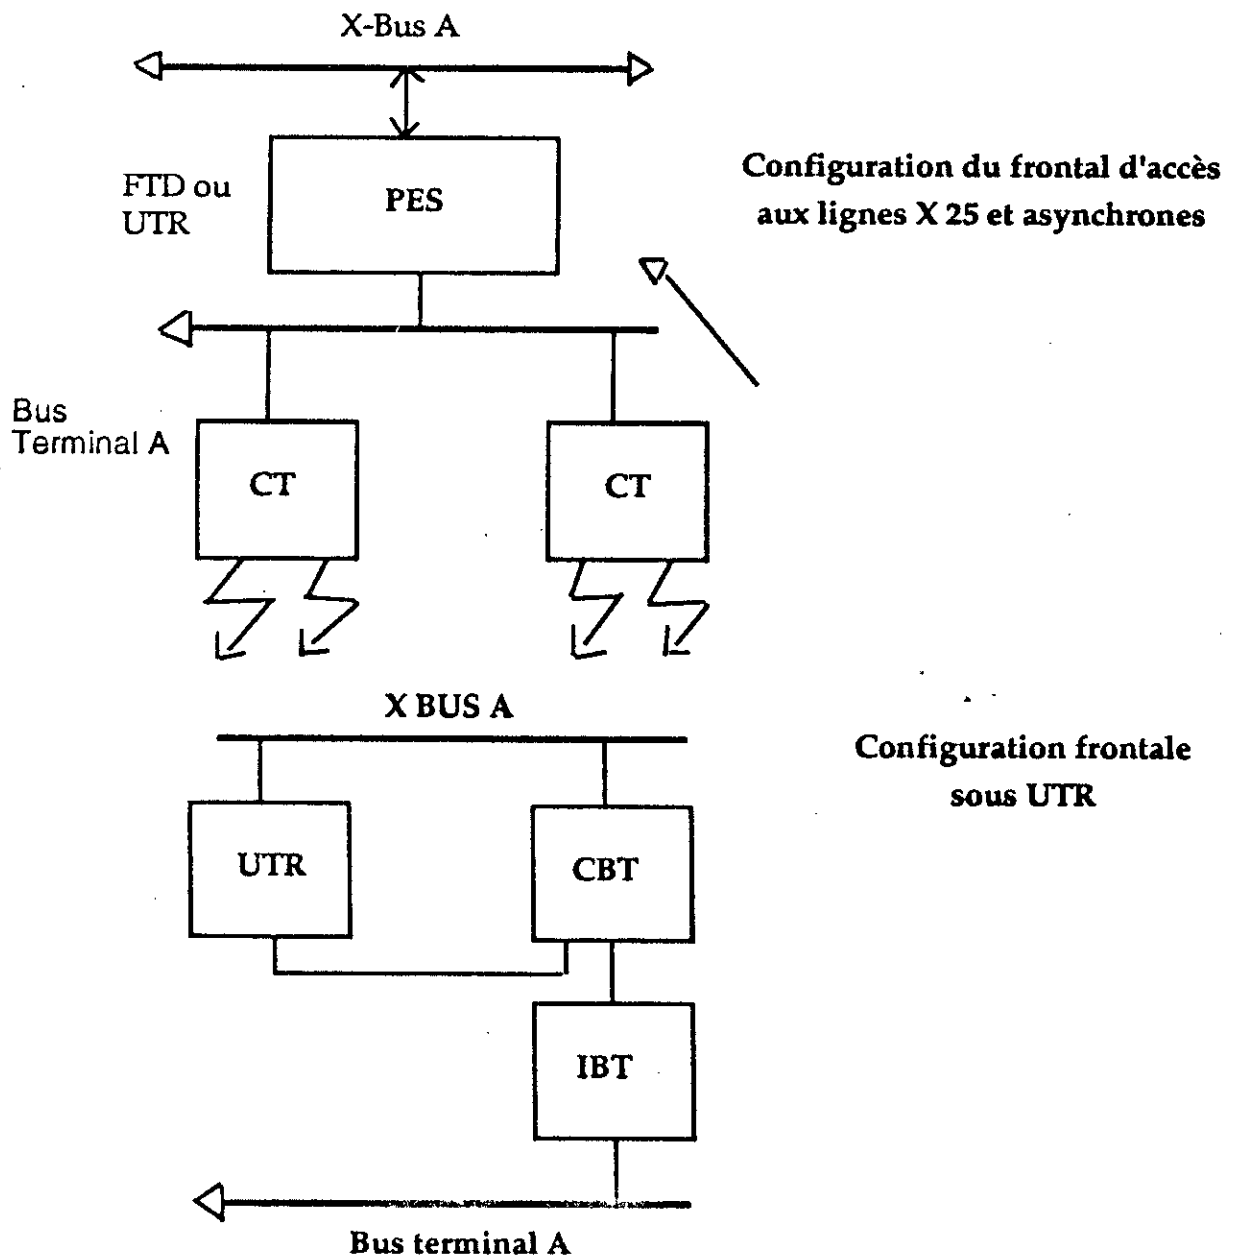 X-Bus A
FTD ou
UTR
PES
Configuration du frontal d'accès
aux lignes X 25 et asynchrones
Bus
Terminal A
CT
CT
X BUS A
Configuration frontale
sous UTR
UTR
CBT
IBT
Bus terminal A